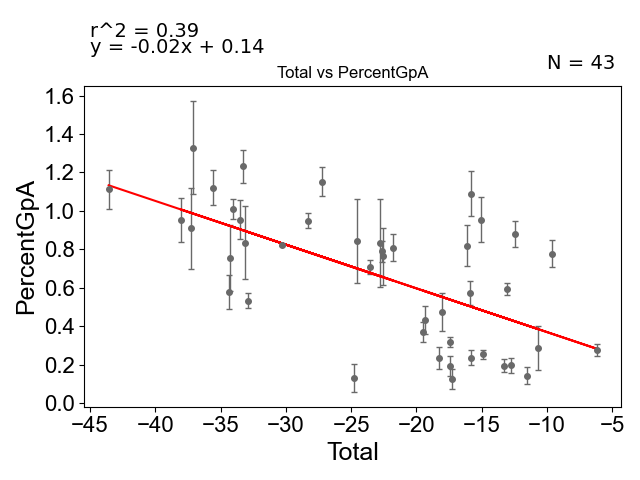 r^2 = 0.39
y = -0.02x + 0.14
N = 43
Total vs PercentGpA
PercentGpA
1.6
1.4
1.2
1.0
0.8
0.6
0.4
0.2
0.0
−45 −40 −35 −30 −25 −20 −15 −10 −5
Total